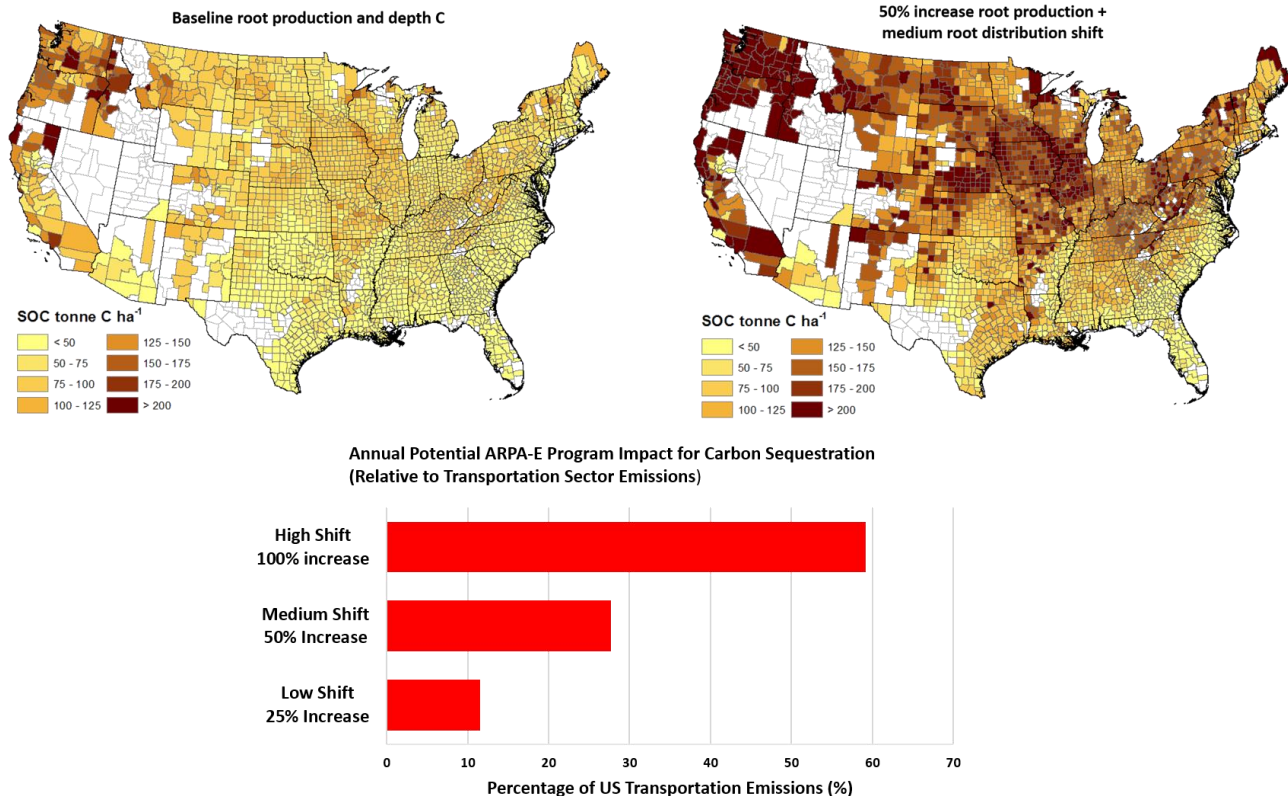 Baseline root production and depth C
50% increase root production +
medium root distribution shift
SOC tonne C ha-1
< 50
50 - 75
75 - 100
100 - 125
125 - 150
150 - 175
175 - 200
> 200
SOC tonne C ha-1
< 50
50 - 75
75 - 100
100 - 125
125 - 150
150 - 175
175 - 200
> 200
Annual Potential ARPA-E Program Impact for Carbon Sequestration
(Relative to Transportation Sector Emissions)
High Shift
100% increase
Medium Shift
50% Increase
Low Shift
25% Increase
0 10 20 30 40 50 60 70
Percentage of US Transportation Emissions (%)